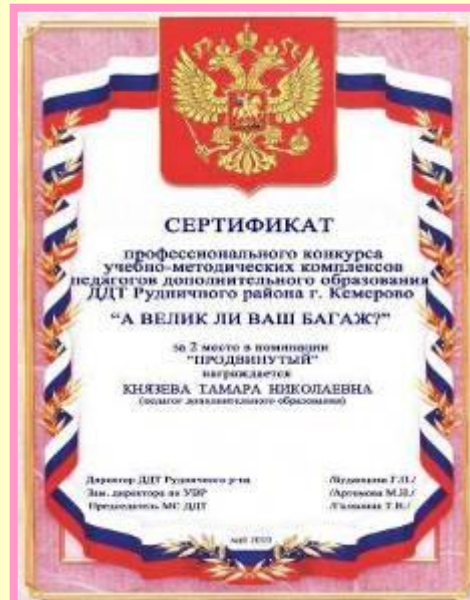 СЕРТИФИКАТ
профессионального конкурса
учебно-методических комплексов
педагогов дополнительного образования
ДДТ Рудничного района г. Кемерово
“А ВЕЛИК ЛИ ВАШ БАГАЖ?”
за 2 место в номинации
“ПРОДВИНУТЫЙ”
награждается
КНЯЗЕВА ТАМАРА НИКОЛАЕВНА
(педагог дополнительного образования)
Директор ДДТ Рудничного р-на
Зам. директора по УВР /Артемова М.Н./
Председатель МС ДДТ
май